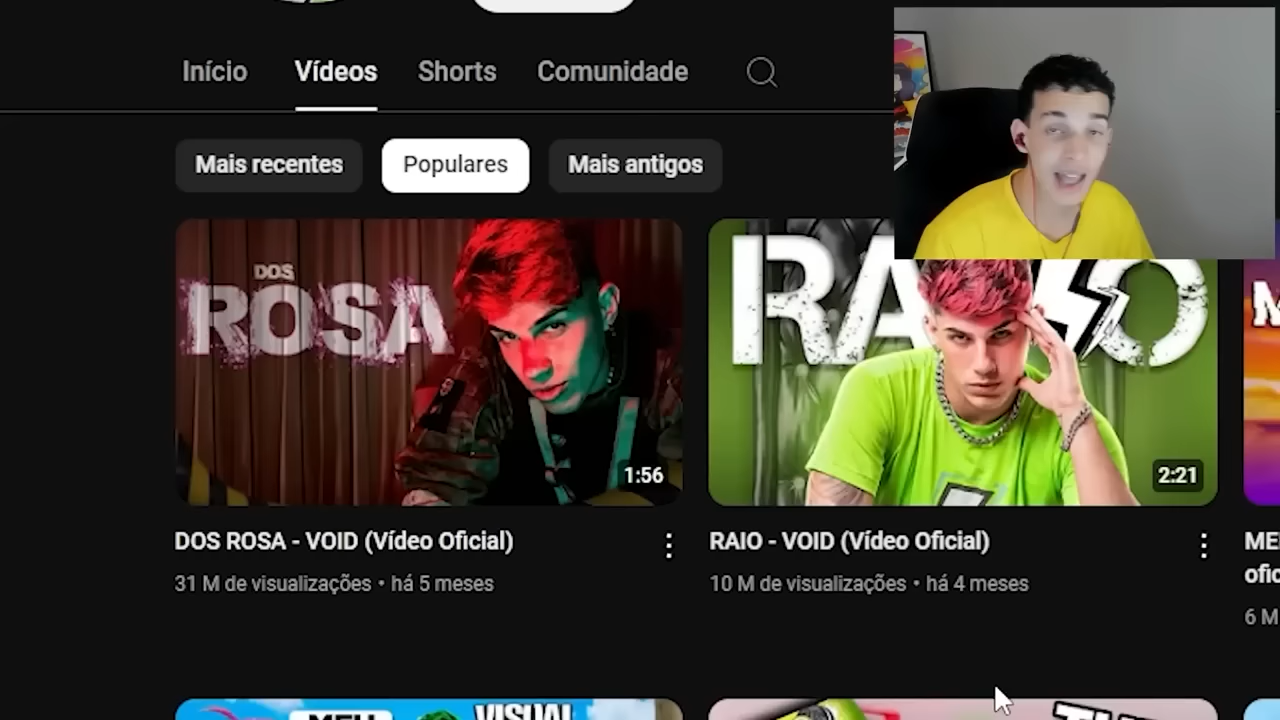 Início Vídeos Shorts Comunidade
Mais recentes Populares Mais antigos
DOS
ROSA
1:56
RAIO
2:21
DOS ROSA - VOID (Vídeo Oficial)
31 M de visualizações • há 5 meses
RAIO - VOID (Vídeo Oficial)
10 M de visualizações • há 4 meses
6 M
MEU
VISUAL